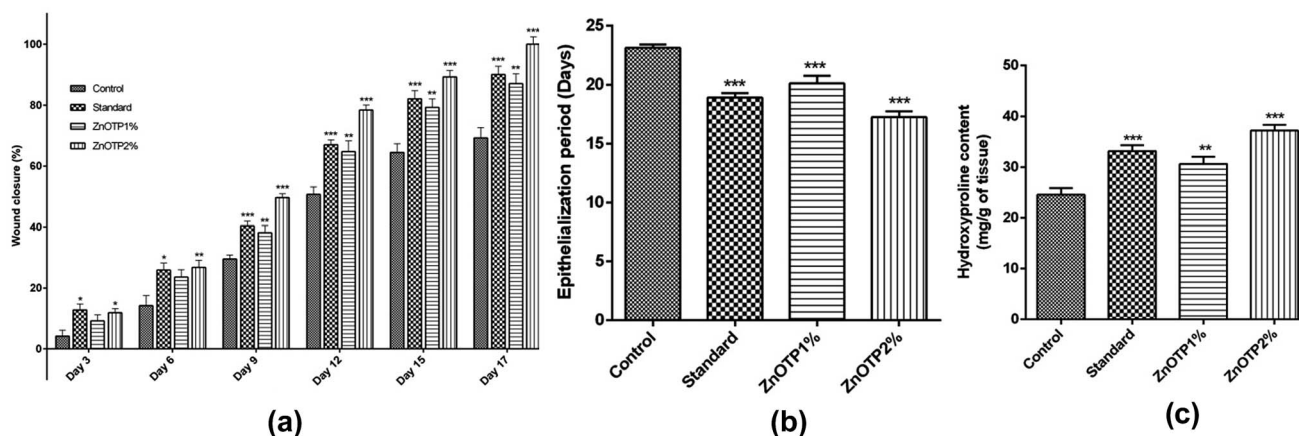 Wound closure (%)
100
80
60
40
20
0
Control
Standard
ZnOTP1%
ZnOTP2%
* *
* **
*** ** ***
*** ** ***
*** ** ***
*** ** ***
Day 3
Day 6
Day 9
Day 12
Day 15
Day 17
(a)
Epithelialization period (Days)
25
20
15
10
5
0
***
***
***
Control
Standard
ZnOTP1%
ZnOTP2%
(b)
Hydroxyproline content
(mg/g of tissue)
50
40
30
20
10
0
***
**
***
Control
Standard
ZnOTP1%
ZnOTP2%
(c)